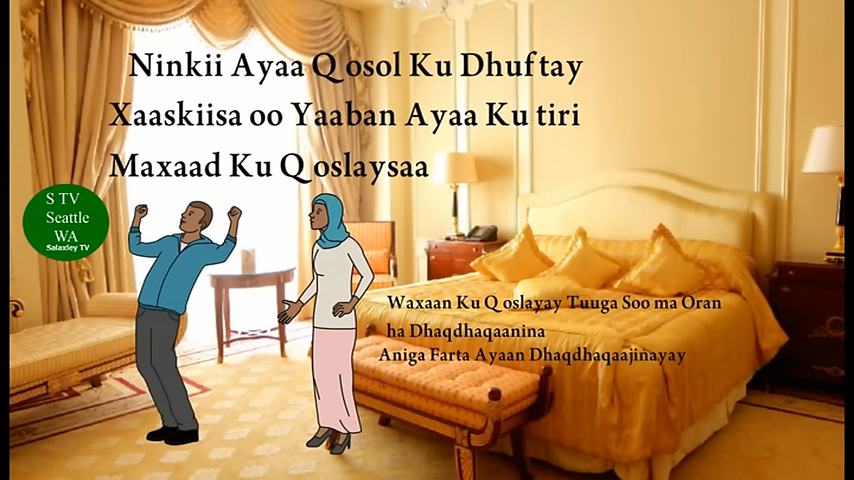 Ninkii Ayaa Qosol Ku Dhuftay
Xaaskiisa oo Yaaban Ayaa Ku tiri
Maxaad Ku Qoslaysaa
S TV
Seattle
WA
Salaxley TV
Waxaan Ku Qoslayay Tuuga Soo ma Oran
ha Dhaqdhaqaanina
Aniga Farta Ayaan Dhaqdhaqaajinayay